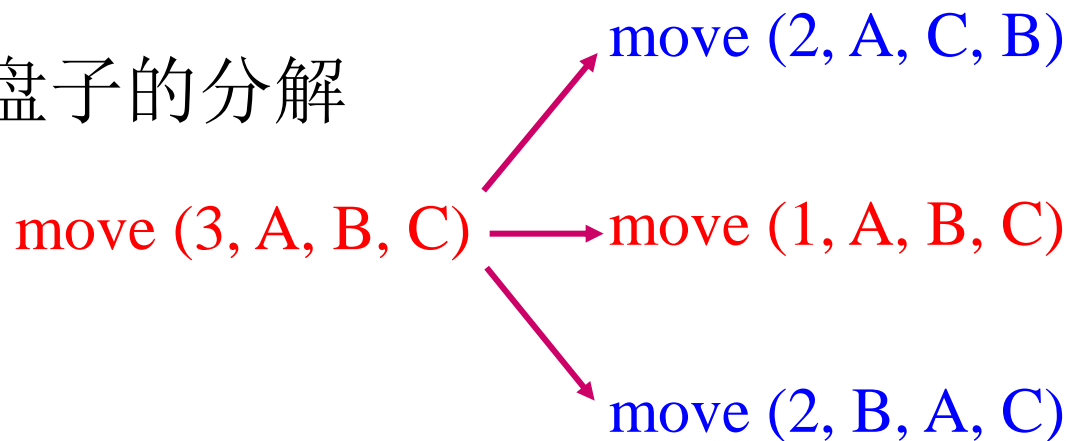 move (2, A, C, B)
盘子的分解
move (3, A, B, C)
move (1, A, B, C)
move (2, B, A, C)